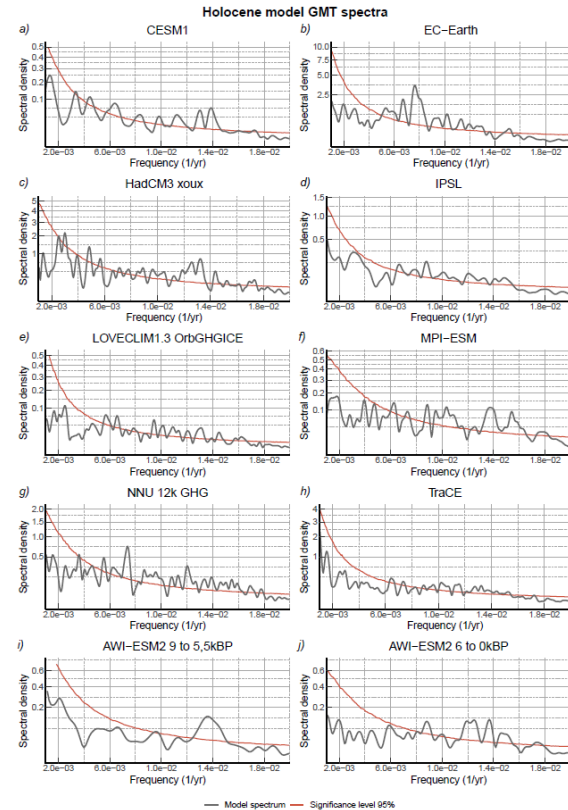 Holocene model GMT spectra
a) CESM1
b) EC−Earth
Spectral density
0.5
0.4
0.3
0.2
0.1
2.0e−03 6.0e−03 1.0e−02 1.4e−02 1.8e−02
Frequency (1/yr)
Spectral density
10.0
7.5
5.0
2.5
2.0e−03 6.0e−03 1.0e−02 1.4e−02 1.8e−02
Frequency (1/yr)
c) HadCM3 xoux
d) IPSL
Spectral density
5
4
3
2
1
2.0e−03 6.0e−03 1.0e−02 1.4e−02 1.8e−02
Frequency (1/yr)
Spectral density
1.5
1.0
0.5
2.0e−03 6.0e−03 1.0e−02 1.4e−02 1.8e−02
Frequency (1/yr)
e) LOVECLIM1.3 OrbGHGICE
f) MPI−ESM
Spectral density
0.5
0.4
0.3
0.2
0.1
2.0e−03 6.0e−03 1.0e−02 1.4e−02 1.8e−02
Frequency (1/yr)
Spectral density
0.6
0.5
0.4
0.3
0.2
0.1
2.0e−03 6.0e−03 1.0e−02 1.4e−02 1.8e−02
Frequency (1/yr)
g) NNU 12k GHG
h) TraCE
Spectral density
2.0
1.5
1.0
0.5
2.0e−03 6.0e−03 1.0e−02 1.4e−02 1.8e−02
Frequency (1/yr)
Spectral density
4
3
2
1
2.0e−03 6.0e−03 1.0e−02 1.4e−02 1.8e−02
Frequency (1/yr)
i) AWI−ESM2 9 to 5,5kBP
j) AWI−ESM2 6 to 0kBP
Spectral density
0.6
0.4
0.2
2.0e−03 6.0e−03 1.0e−02 1.4e−02 1.8e−02
Frequency (1/yr)
Spectral density
0.6
0.4
0.2
2.0e−03 6.0e−03 1.0e−02 1.4e−02 1.8e−02
Frequency (1/yr)
Model spectrum Significance level 95%